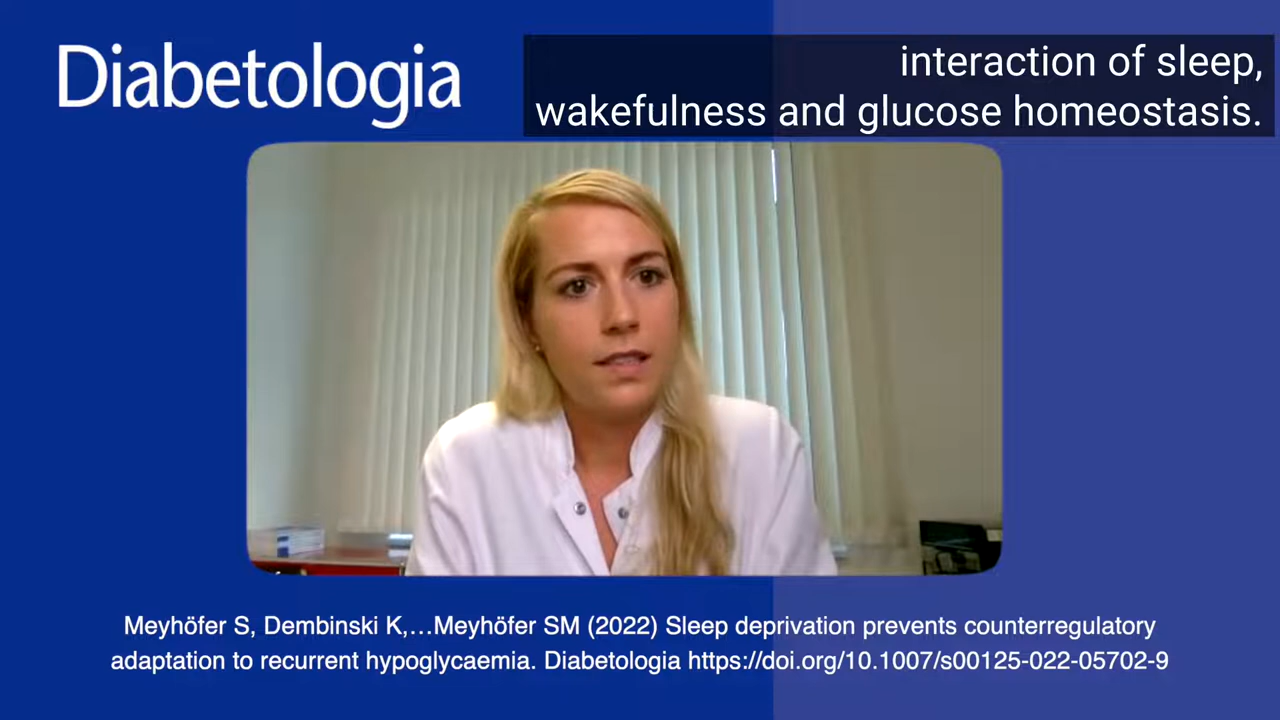 Diabetologia
interaction of sleep,
wakefulness and glucose homeostasis.
Meyhöfer S, Dembinski K,…Meyhöfer SM (2022) Sleep deprivation prevents counterregulatory
adaptation to recurrent hypoglycaemia. Diabetologia https://doi.org/10.1007/s00125-022-05702-9